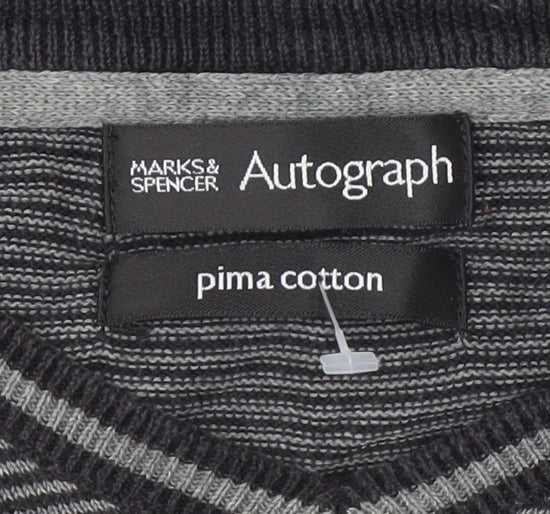 MARKS &
SPENCER
Autograph
pima cotton